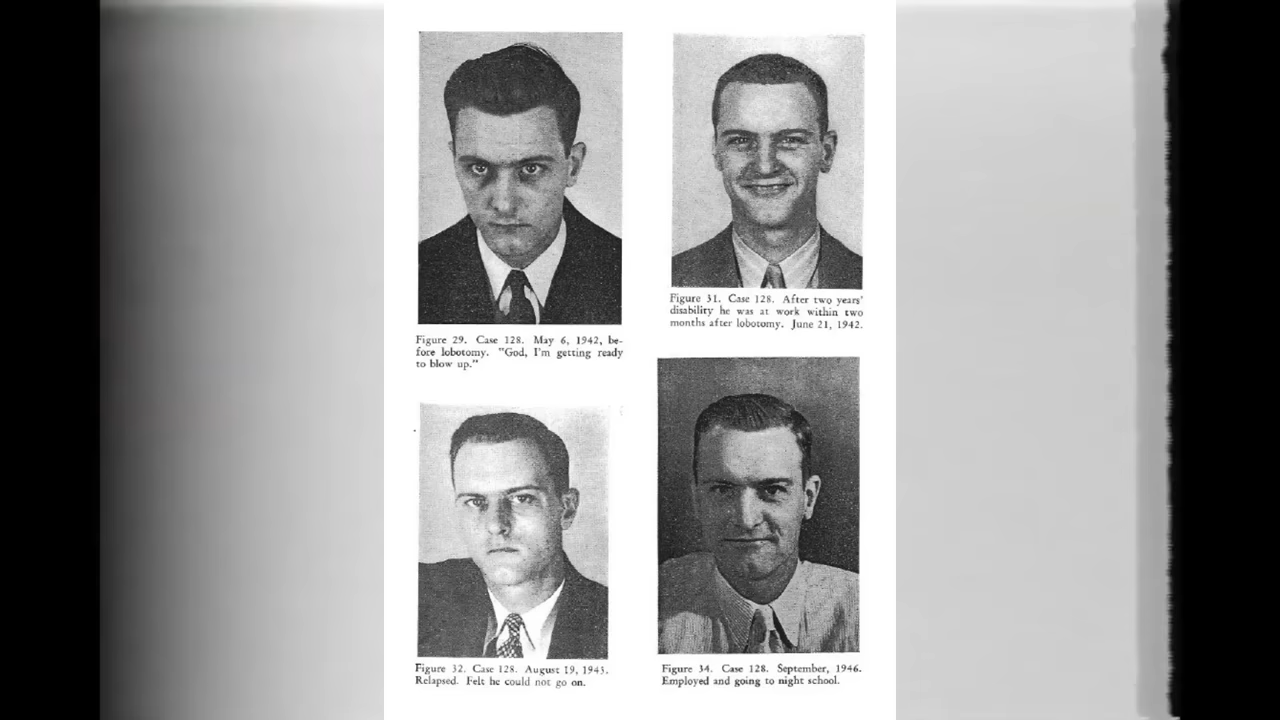 Figure 29. Case 128. May 6, 1942, be-
fore lobotomy. "God, I'm getting ready
to blow up."
Figure 31. Case 128. After two years'
disability he was at work within two
months after lobotomy. June 21, 1942.
Figure 32. Case 128. August 19, 1943.
Relapsed. Felt he could not go on.
Figure 34. Case 128. September, 1946.
Employed and going to night school.